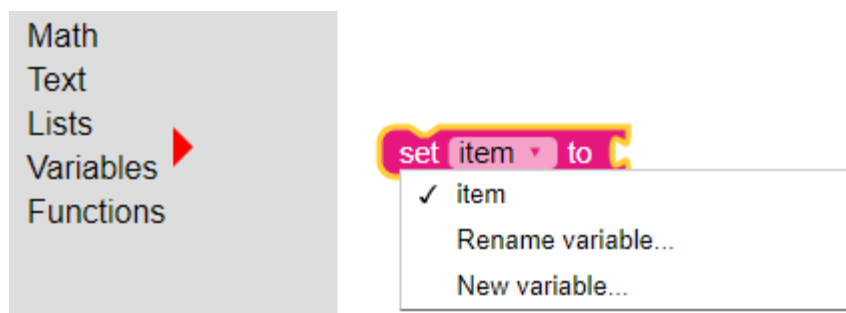 Math
Text
Lists
Variables
Functions
set item to
✓ item
Rename variable...
New variable...